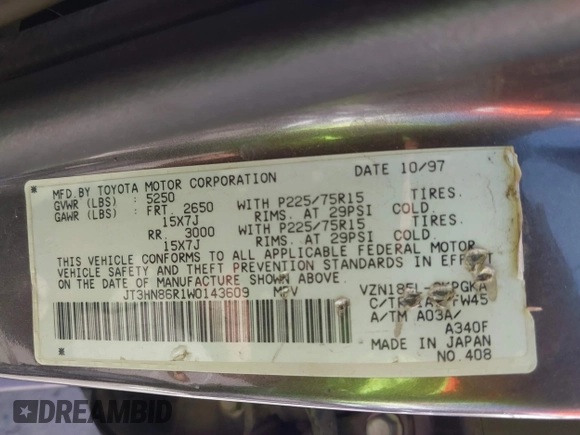 MFD. BY TOYOTA MOTOR CORPORATION DATE 10/97
GVWR (LBS) : 5250
GAWR (LBS) : FRT. 2650 WITH P225/75R15 TIRES.
15X7J RIMS. AT 29PSI COLD.
RR. 3000 WITH P225/75R15 TIRES.
15X7J RIMS. AT 29PSI COLD.
THIS VEHICLE CONFORMS TO ALL APPLICABLE FEDERAL MOTOR
VEHICLE SAFETY AND THEFT PREVENTION STANDARDS IN EFFECT
ON THE DATE OF MANUFACTURE SHOWN ABOVE.
JT3HN86R1W0143609 MPV VZN185L-
C/TR FW45
A/TM A03A/
A340F
MADE IN JAPAN
NO. 408
DREAMBID